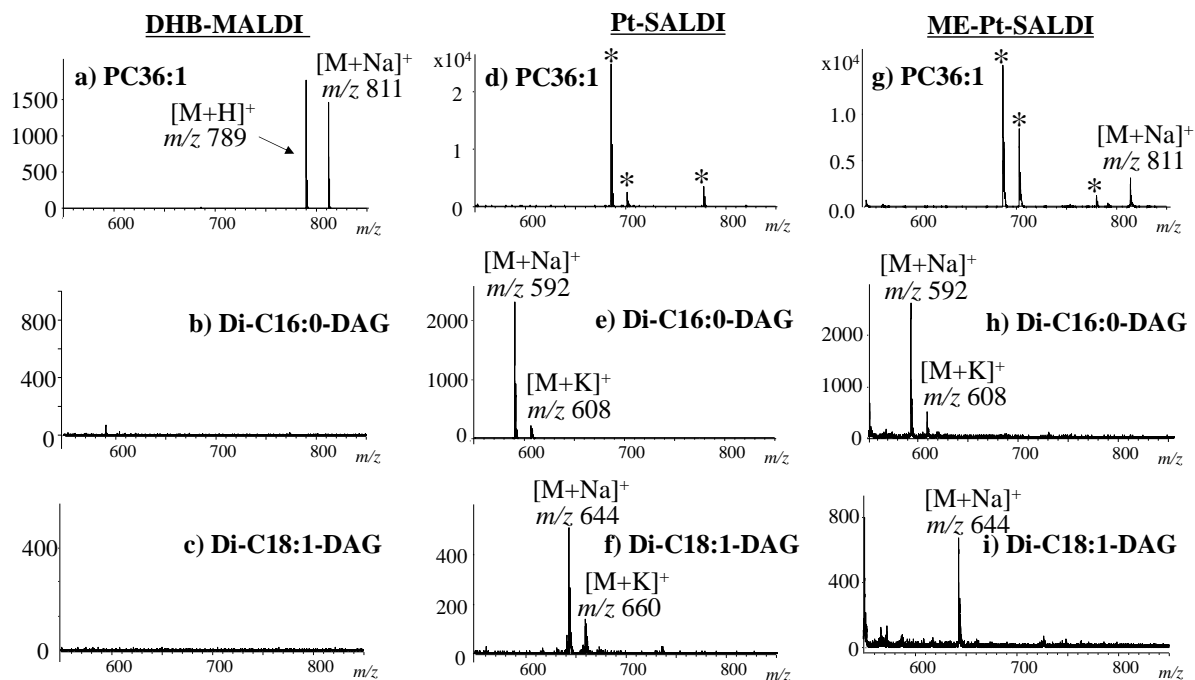 DHB-MALDI
Pt-SALDI
ME-Pt-SALDI
a) PC36:1
[M+H]⁺
m/z 789
[M+Na]⁺
m/z 811
1500
1000
500
0
600
700
800
m/z
x10⁴
d) PC36:1
*
*
*
2
1
0
600
700
800
m/z
x10⁴
g) PC36:1
*
*
*
[M+Na]⁺
m/z 811
1.0
0.5
0.0
600
700
800
m/z
b) Di-C16:0-DAG
800
400
0
600
700
800
m/z
[M+Na]⁺
m/z 592
e) Di-C16:0-DAG
[M+K]⁺
m/z 608
2000
1000
0
600
700
800
m/z
[M+Na]⁺
m/z 592
h) Di-C16:0-DAG
[M+K]⁺
m/z 608
2000
1000
0
600
700
800
m/z
c) Di-C18:1-DAG
400
0
600
700
800
m/z
[M+Na]⁺
m/z 644
f) Di-C18:1-DAG
[M+K]⁺
m/z 660
400
200
0
600
700
800
m/z
[M+Na]⁺
m/z 644
i) Di-C18:1-DAG
800
400
0
600
700
800
m/z